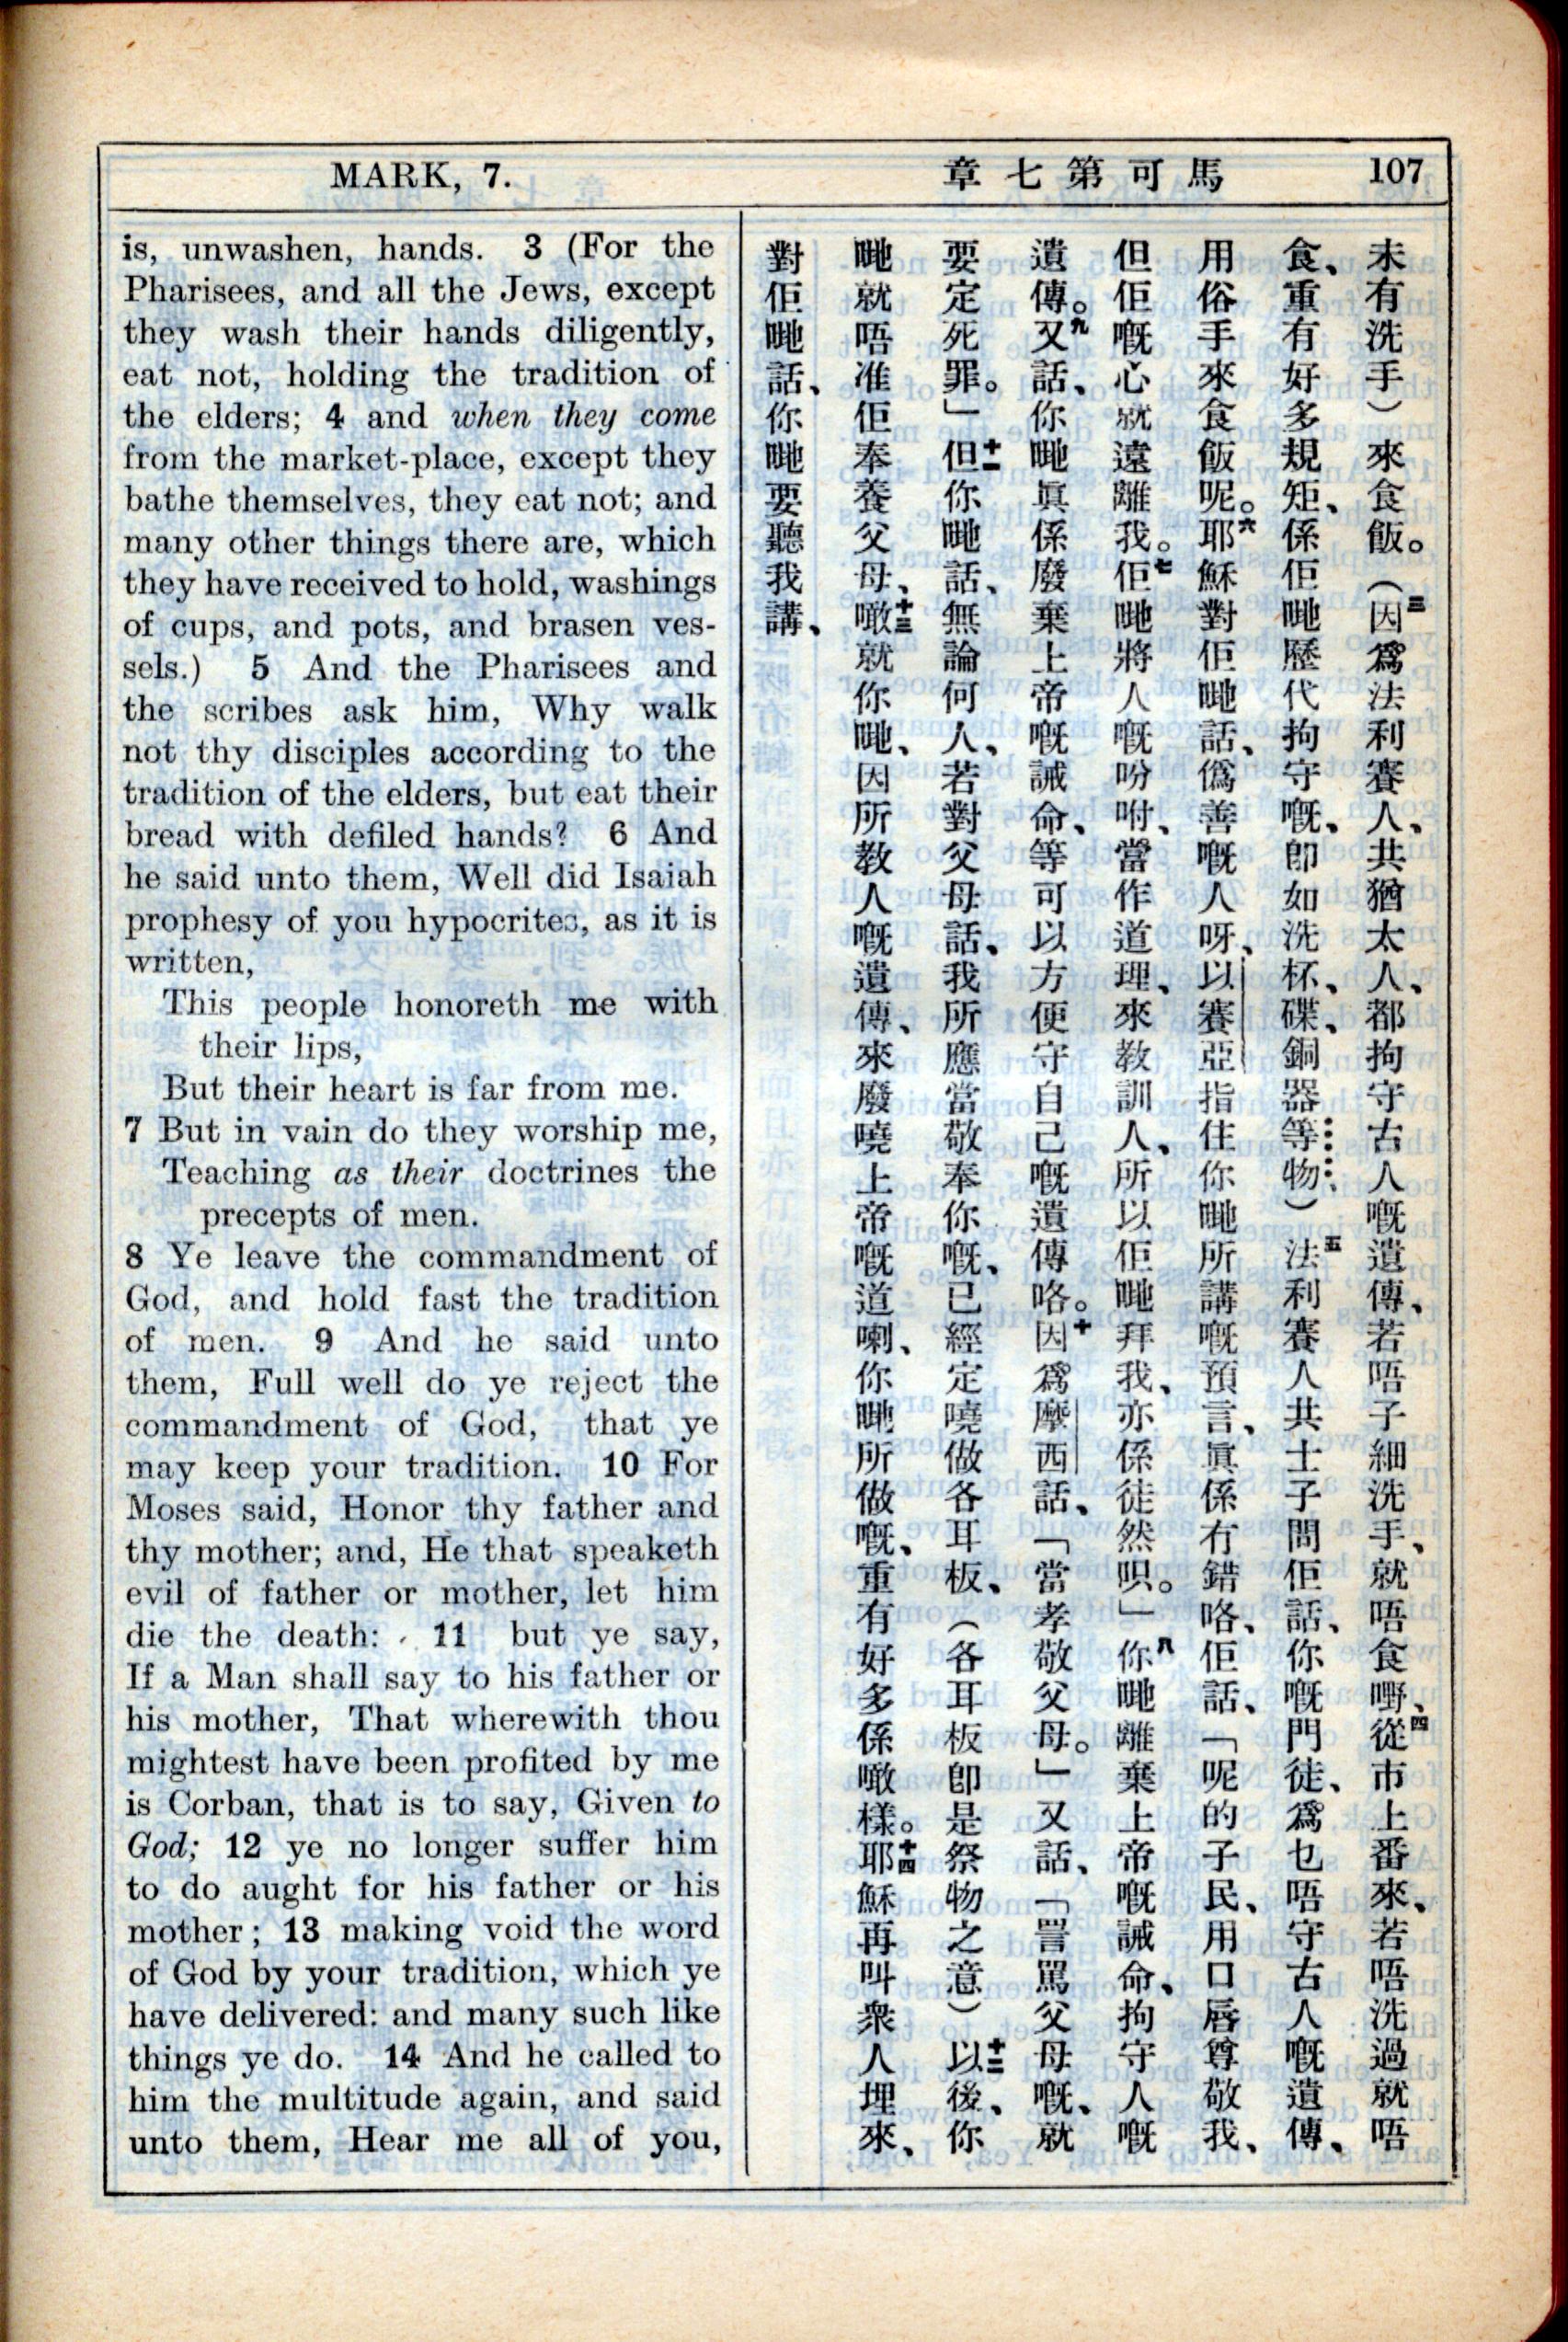 MARK, 7.
馬可第七章
107
is, unwashen, hands. 3 (For the
Pharisees, and all the Jews, except
they wash their hands diligently,
eat not, holding the tradition of
the elders; 4 and when they come
from the market-place, except they
bathe themselves, they eat not; and
many other things there are, which
they have received to hold, washings
of cups, and pots, and brasen ves-
sels.) 5 And the Pharisees and
the scribes ask him, Why walk
not thy disciples according to the
tradition of the elders, but eat their
bread with defiled hands? 6 And
he said unto them, Well did Isaiah
prophesy of you hypocrites, as it is
written,
This people honoreth me with
their lips,
But their heart is far from me.
7 But in vain do they worship me,
Teaching as their doctrines the
precepts of men.
8 Ye leave the commandment of
God, and hold fast the tradition
of men. 9 And he said unto
them, Full well do ye reject the
commandment of God, that ye
may keep your tradition. 10 For
Moses said, Honor thy father and
thy mother; and, He that speaketh
evil of father or mother, let him
die the death: 11 but ye say,
If a Man shall say to his father or
his mother, That wherewith thou
mightest have been profited by me
is Corban, that is to say, Given to
God; 12 ye no longer suffer him
to do aught for his father or his
mother; 13 making void the word
of God by your tradition, which ye
have delivered: and many such like
things ye do. 14 And he called to
him the multitude again, and said
unto them, Hear me all of you,
未有洗手)來食飯。(三因爲法利賽人、共猶太人、都拘守古人嘅遺傳、若唔子細洗手、就唔食嘢、四從市上番來、若唔洗過就唔
食、重有好多規矩、係佢哋歷代拘守嘅、卽如洗杯、碟、銅器等物)五法利賽人共士子問佢話、你嘅門徒、爲乜唔守古人嘅遺傳、
用俗手來食飯呢。六耶穌對佢哋話、僞善嘅人呀、以賽亞指住你哋所講嘅預言、眞係冇錯咯、佢話、「呢的子民、用口唇尊敬我、
但佢嘅心就遠離我。七佢哋將人嘅吩咐、當作道理、來教訓人、所以佢哋拜我、亦係徒然呮。」八你哋離棄上帝嘅誡命、拘守人嘅
遺傳。九又話、你哋眞係廢棄上帝嘅誡命、等可以方便守自己嘅遺傳咯。十因爲摩西話、「當孝敬父母。」又話、「詈駡父母嘅、就
要定死罪。」十一但你哋話、無論何人、若對父母話、我所應當敬奉你嘅、已經定嘵做各耳板、(各耳板卽是祭物之意)十二以後、你
哋就唔准佢奉養父母、十三噉就你哋、因所教人嘅遺傳、來廢嘵上帝嘅道喇、你哋所做嘅、重有好多係噉樣。十四耶穌再叫衆人埋來、
對佢哋話、你哋要聽我講、